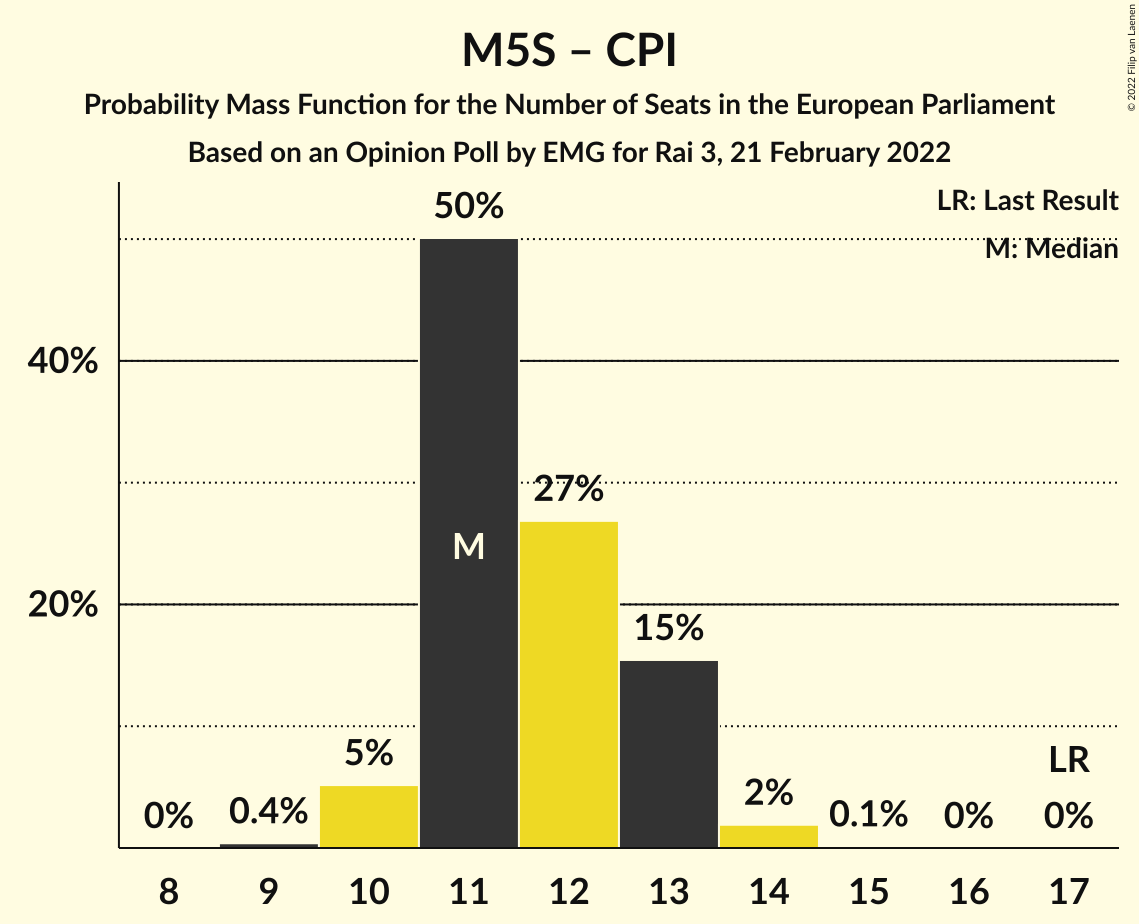 M5S – CPI
Probability Mass Function for the Number of Seats in the European Parliament
Based on an Opinion Poll by EMG for Rai 3, 21 February 2022
© 2022 Filip van Laenen
LR: Last Result
M: Median
40%
20%
0%
0.4%
5%
50%
M
27%
15%
2%
0.1%
0%
LR
0%
8 9 10 11 12 13 14 15 16 17